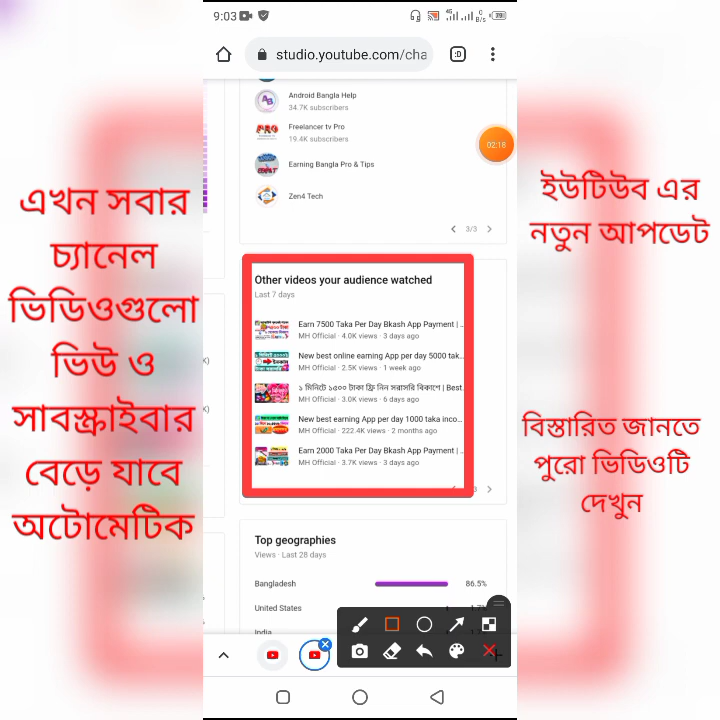 9:03
4G
0
B/s
79
studio.youtube.com/cha
:D
Android Bangla Help
34.7K subscribers
Freelancer tv Pro
19.4K subscribers
Earning Bangla Pro & Tips
Zen4 Tech
3/3
02:18
Other videos your audience watched
Last 7 days
Earn 7500 Taka Per Day Bkash App Payment | ..
MH Official · 4.0K views · 3 days ago
New best online earning App per day 5000 tak...
MH Official · 2.5K views · 1 week ago
১ মিনিটে ১৫০০ টাকা ফ্রি নিন সরাসরি বিকাশে | Best..
MH Official · 3.0K views · 6 days ago
New best earning App per day 1000 taka inco...
MH Official · 222.4K views · 2 months ago
Earn 2000 Taka Per Day Bkash App Payment | ..
MH Official · 3.7K views · 3 days ago
Top geographies
Views · Last 28 days
Bangladesh 86.5%
United States 1.7%
India
এখন সবার
চ্যানেল
ভিডিওগুলো
ভিউ ও
সাবস্ক্রাইবার
বেড়ে যাবে
অটোমেটিক
ইউটিউব এর
নতুন আপডেট
বিস্তারিত জানতে
পুরো ভিডিওটি
দেখুন